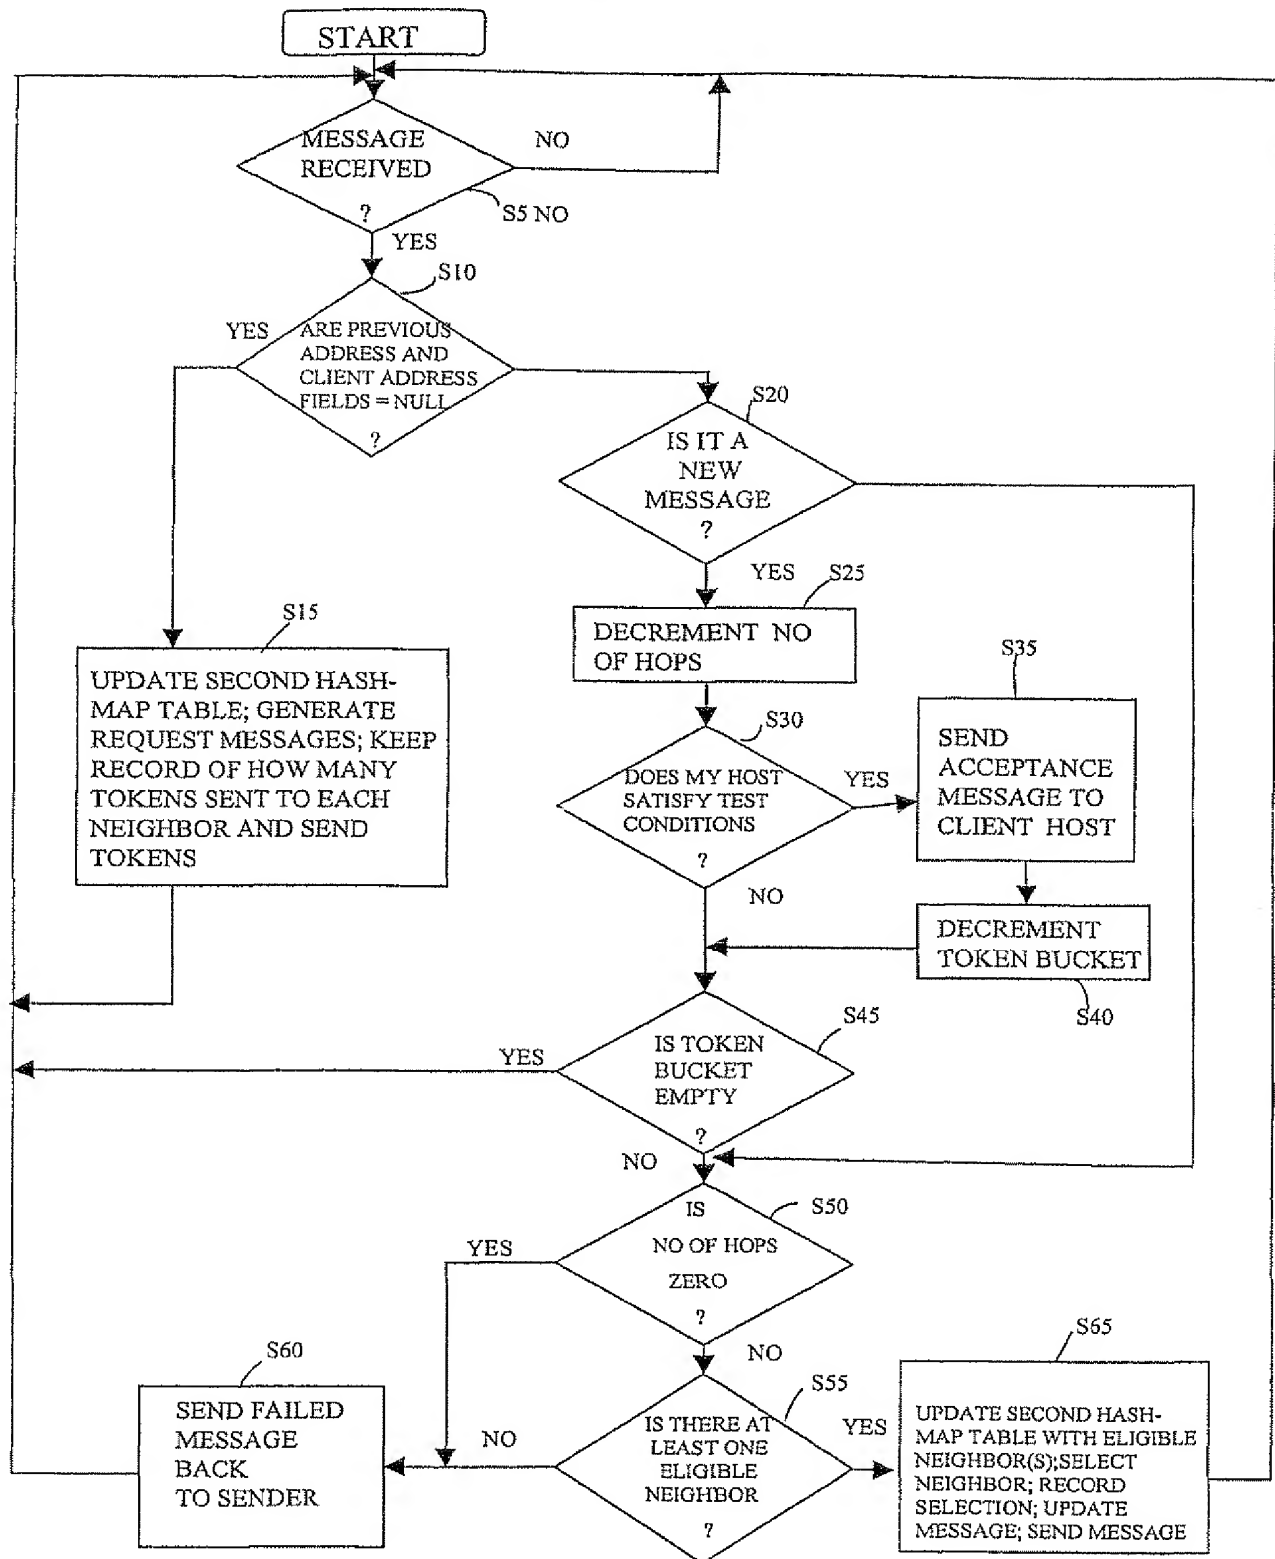 START
MESSAGE
RECEIVED
?
NO
S5 NO
YES
S10
YES
ARE PREVIOUS
ADDRESS AND
CLIENT ADDRESS
FIELDS = NULL
?
S20
IS IT A
NEW
MESSAGE
?
YES
S25
DECREMENT NO
OF HOPS
S15
UPDATE SECOND HASH-
MAP TABLE; GENERATE
REQUEST MESSAGES; KEEP
RECORD OF HOW MANY
TOKENS SENT TO EACH
NEIGHBOR AND SEND
TOKENS
S30
DOES MY HOST
SATISFY TEST
CONDITIONS
?
YES
NO
S35
SEND
ACCEPTANCE
MESSAGE TO
CLIENT HOST
DECREMENT
TOKEN BUCKET
S40
S45
IS TOKEN
BUCKET
EMPTY
?
YES
NO
S50
IS
NO OF HOPS
ZERO
?
YES
NO
S55
IS THERE AT
LEAST ONE
ELIGIBLE
NEIGHBOR
?
NO
YES
S60
SEND FAILED
MESSAGE
BACK
TO SENDER
S65
UPDATE SECOND HASH-
MAP TABLE WITH ELIGIBLE
NEIGHBOR(S);SELECT
NEIGHBOR; RECORD
SELECTION; UPDATE
MESSAGE; SEND MESSAGE